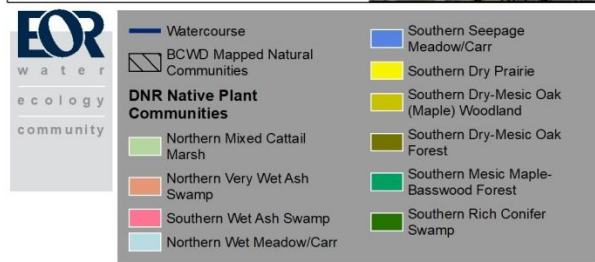 EOR
water
ecology
community
Watercourse
BCWD Mapped Natural
Communities
DNR Native Plant
Communities
Northern Mixed Cattail
Marsh
Northern Very Wet Ash
Swamp
Southern Wet Ash Swamp
Northern Wet Meadow/Carr
Southern Seepage
Meadow/Carr
Southern Dry Prairie
Southern Dry-Mesic Oak
(Maple) Woodland
Southern Dry-Mesic Oak
Forest
Southern Mesic Maple-
Basswood Forest
Southern Rich Conifer
Swamp